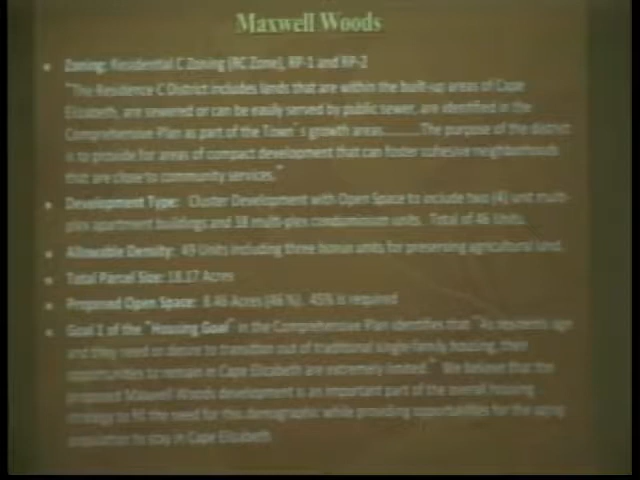 Maxwell Woods
Zoning: Residential C Zoning (RC Zone), RP-1 and RP-2
"The Residence C District includes lands that are within the built-up areas of Cape
Elizabeth, are sewered or can be easily served by public sewer, are identified in the
Comprehensive Plan as part of the Town's growth areas.......The purpose of the district
is to provide for areas of compact development that can foster cohesive neighborhoods
that are close to community services."
Development Type: Cluster Development with Open Space to include two (4) unit multi-
plex apartment buildings and 38 multi-plex condominium units. Total of 46 Units.
Allowable Density: 49 Units including three bonus units for preserving agricultural land.
Total Parcel Size: 18.17 Acres
Proposed Open Space: 8.46 Acres (46 %). 45% is required
Goal 1 of the "Housing Goal" in the Comprehensive Plan identifies that "As residents age
and they need or desire to transition out of traditional single-family housing, their
opportunities to remain in Cape Elizabeth are extremely limited." We believe that the
proposed Maxwell Woods development is an important part of the overall housing
strategy to fit the need for this demographic while providing opportunities for the aging
population to stay in Cape Elizabeth